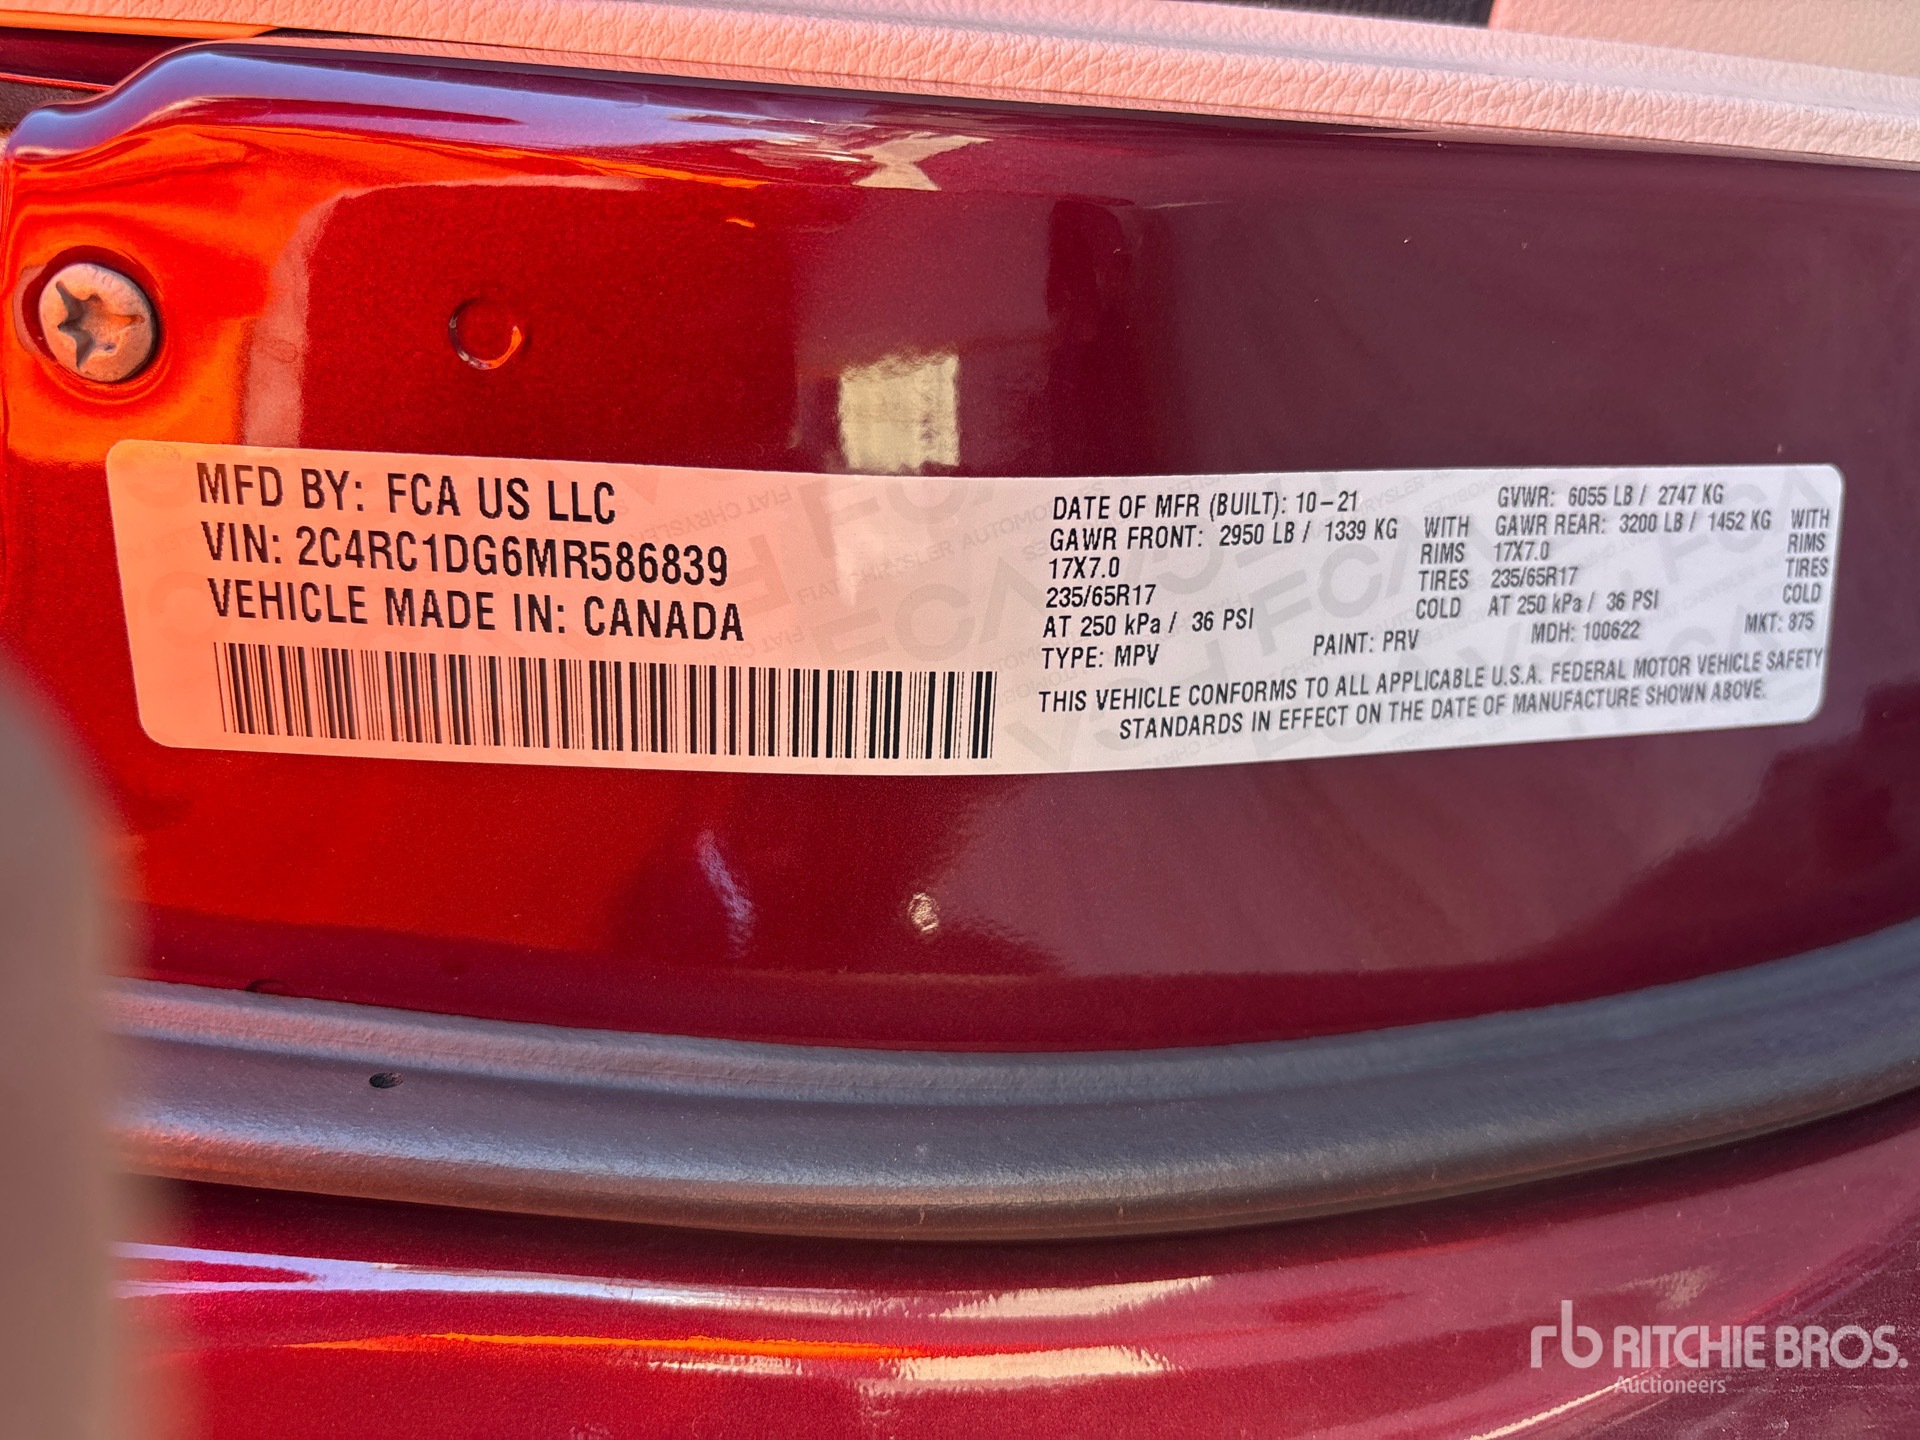 MFD BY: FCA US LLC
VIN: 2C4RC1DG6MR586839
VEHICLE MADE IN: CANADA
DATE OF MFR (BUILT): 10-21 GVWR: 6055 LB / 2747 KG
GAWR FRONT: 2950 LB / 1339 KG WITH GAWR REAR: 3200 LB / 1452 KG WITH
17X7.0 RIMS 17X7.0 RIMS
235/65R17 TIRES 235/65R17 TIRES
AT 250 kPa / 36 PSI COLD AT 250 kPa / 36 PSI COLD
TYPE: MPV PAINT: PRV MDH: 100622 MKT: 875
THIS VEHICLE CONFORMS TO ALL APPLICABLE U.S.A. FEDERAL MOTOR VEHICLE SAFETY
STANDARDS IN EFFECT ON THE DATE OF MANUFACTURE SHOWN ABOVE.
rb RITCHIE BROS.
Auctioneers